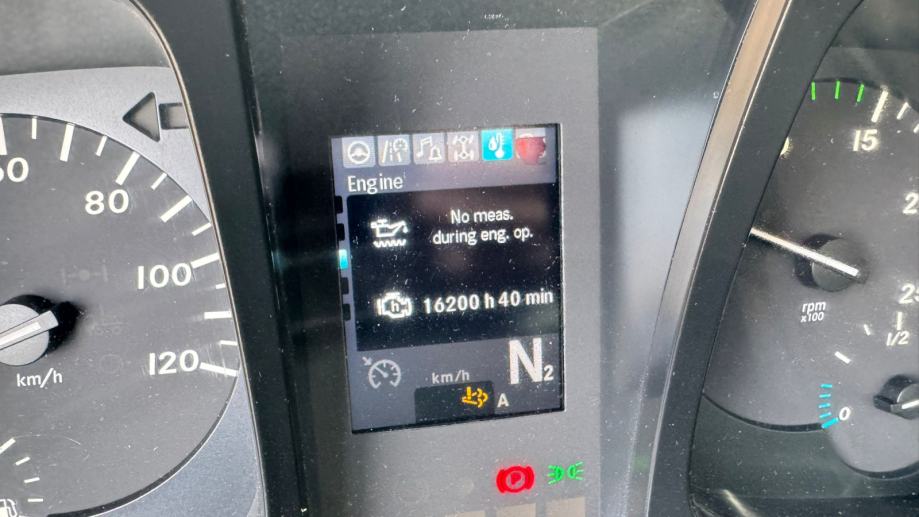 80
100
120
km/h
Engine
No meas.
during eng. op.
h
16200 h 40 min
N2
km/h
A
P
15
rpm
x100
1/2
0